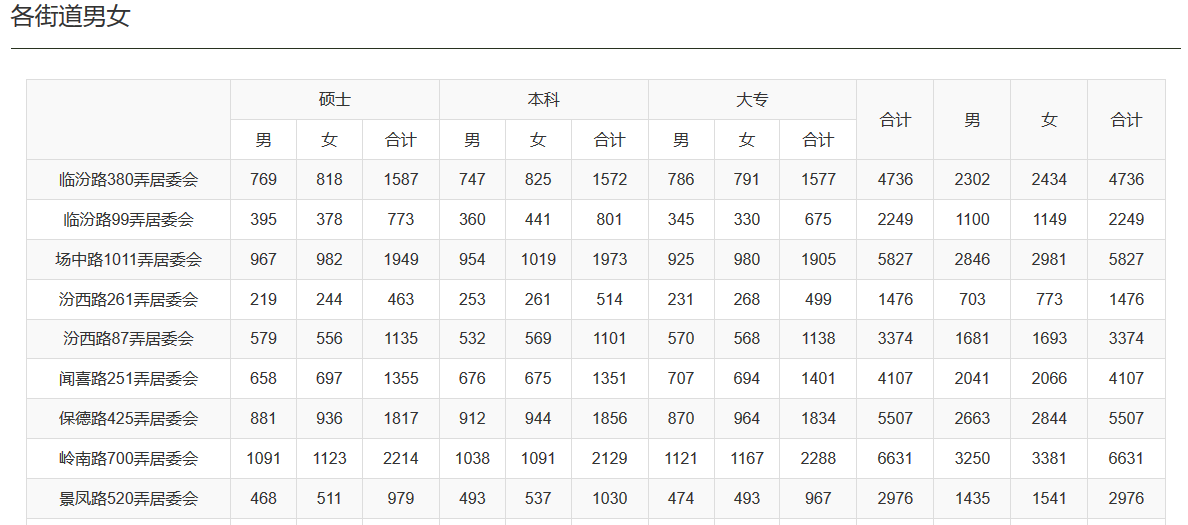 各街道男女
硕士 本科 大专 合计 男 女 合计
男 女 合计 男 女 合计 男 女 合计
临汾路380弄居委会 769 818 1587 747 825 1572 786 791 1577 4736 2302 2434 4736
临汾路99弄居委会 395 378 773 360 441 801 345 330 675 2249 1100 1149 2249
场中路1011弄居委会 967 982 1949 954 1019 1973 925 980 1905 5827 2846 2981 5827
汾西路261弄居委会 219 244 463 253 261 514 231 268 499 1476 703 773 1476
汾西路87弄居委会 579 556 1135 532 569 1101 570 568 1138 3374 1681 1693 3374
闻喜路251弄居委会 658 697 1355 676 675 1351 707 694 1401 4107 2041 2066 4107
保德路425弄居委会 881 936 1817 912 944 1856 870 964 1834 5507 2663 2844 5507
岭南路700弄居委会 1091 1123 2214 1038 1091 2129 1121 1167 2288 6631 3250 3381 6631
景凤路520弄居委会 468 511 979 493 537 1030 474 493 967 2976 1435 1541 2976